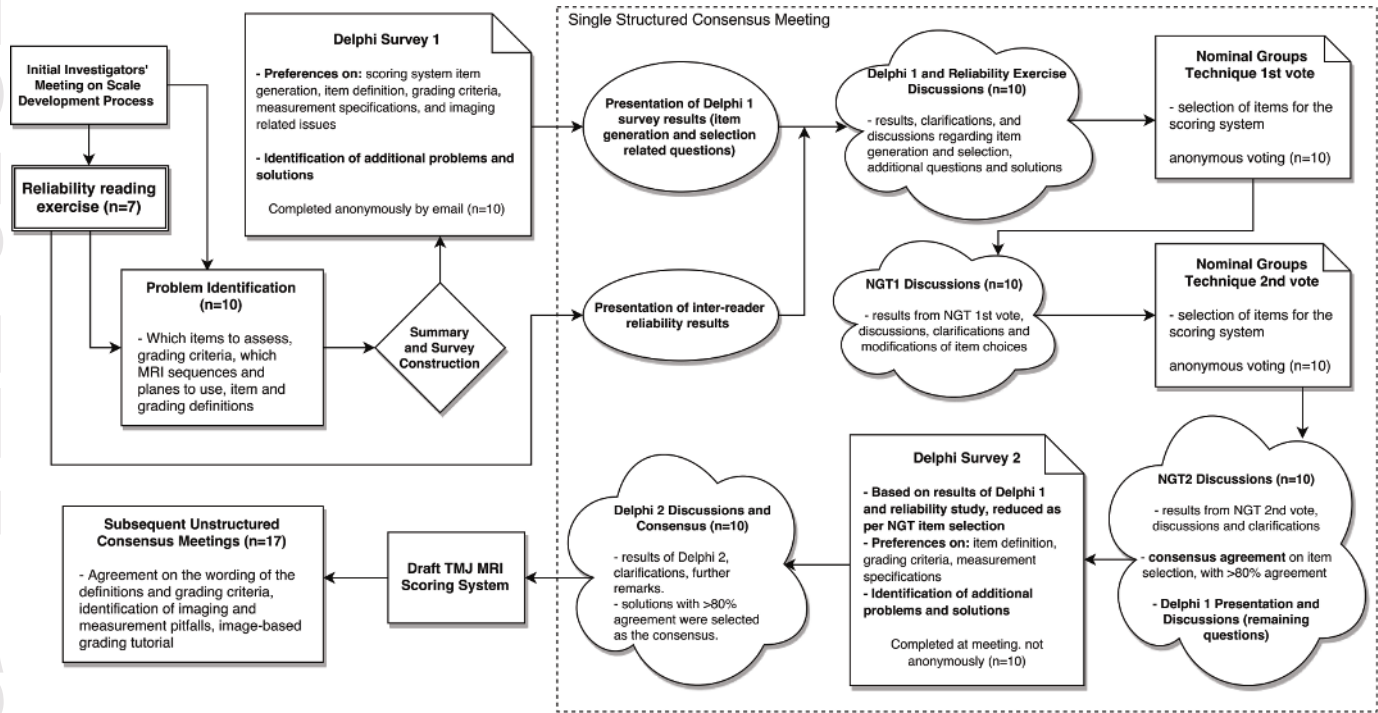 Initial Investigators'
Meeting on Scale
Development Process
Reliability reading
exercise (n=7)
Delphi Survey 1
- Preferences on: scoring system item
generation, item definition, grading criteria,
measurement specifications, and imaging
related issues
- Identification of additional problems and
solutions
Completed anonymously by email (n=10)
Problem Identification
(n=10)
- Which items to assess,
grading criteria, which
MRI sequences and
planes to use, item and
grading definitions
Summary
and Survey
Construction
Single Structured Consensus Meeting
Presentation of Delphi 1
survey results (item
generation and selection
related questions)
Presentation of inter-reader
reliability results
Delphi 1 and Reliability Exercise
Discussions (n=10)
- results, clarifications, and
discussions regarding item
generation and selection,
additional questions and solutions
Nominal Groups
Technique 1st vote
- selection of items for the
scoring system
anonymous voting (n=10)
NGT1 Discussions (n=10)
- results from NGT 1st vote,
discussions, clarifications and
modifications of item choices
Nominal Groups
Technique 2nd vote
- selection of items for the
scoring system
anonymous voting (n=10)
NGT2 Discussions (n=10)
- results from NGT 2nd vote,
discussions and clarifications
- consensus agreement on item
selection, with >80% agreement
- Delphi 1 Presentation and
Discussions (remaining
questions)
Delphi Survey 2
- Based on results of Delphi 1
and reliability study, reduced as
per NGT item selection
- Preferences on: item definition,
grading criteria, measurement
specifications
- Identification of additional
problems and solutions
Completed at meeting. not
anonymously (n=10)
Delphi 2 Discussions and
Consensus (n=10)
- results of Delphi 2,
clarifications, further
remarks.
- solutions with >80%
agreement were selected
as the consensus.
Draft TMJ MRI
Scoring System
Subsequent Unstructured
Consensus Meetings (n=17)
- Agreement on the wording of the
definitions and grading criteria,
identification of imaging and
measurement pitfalls, image-based
grading tutorial